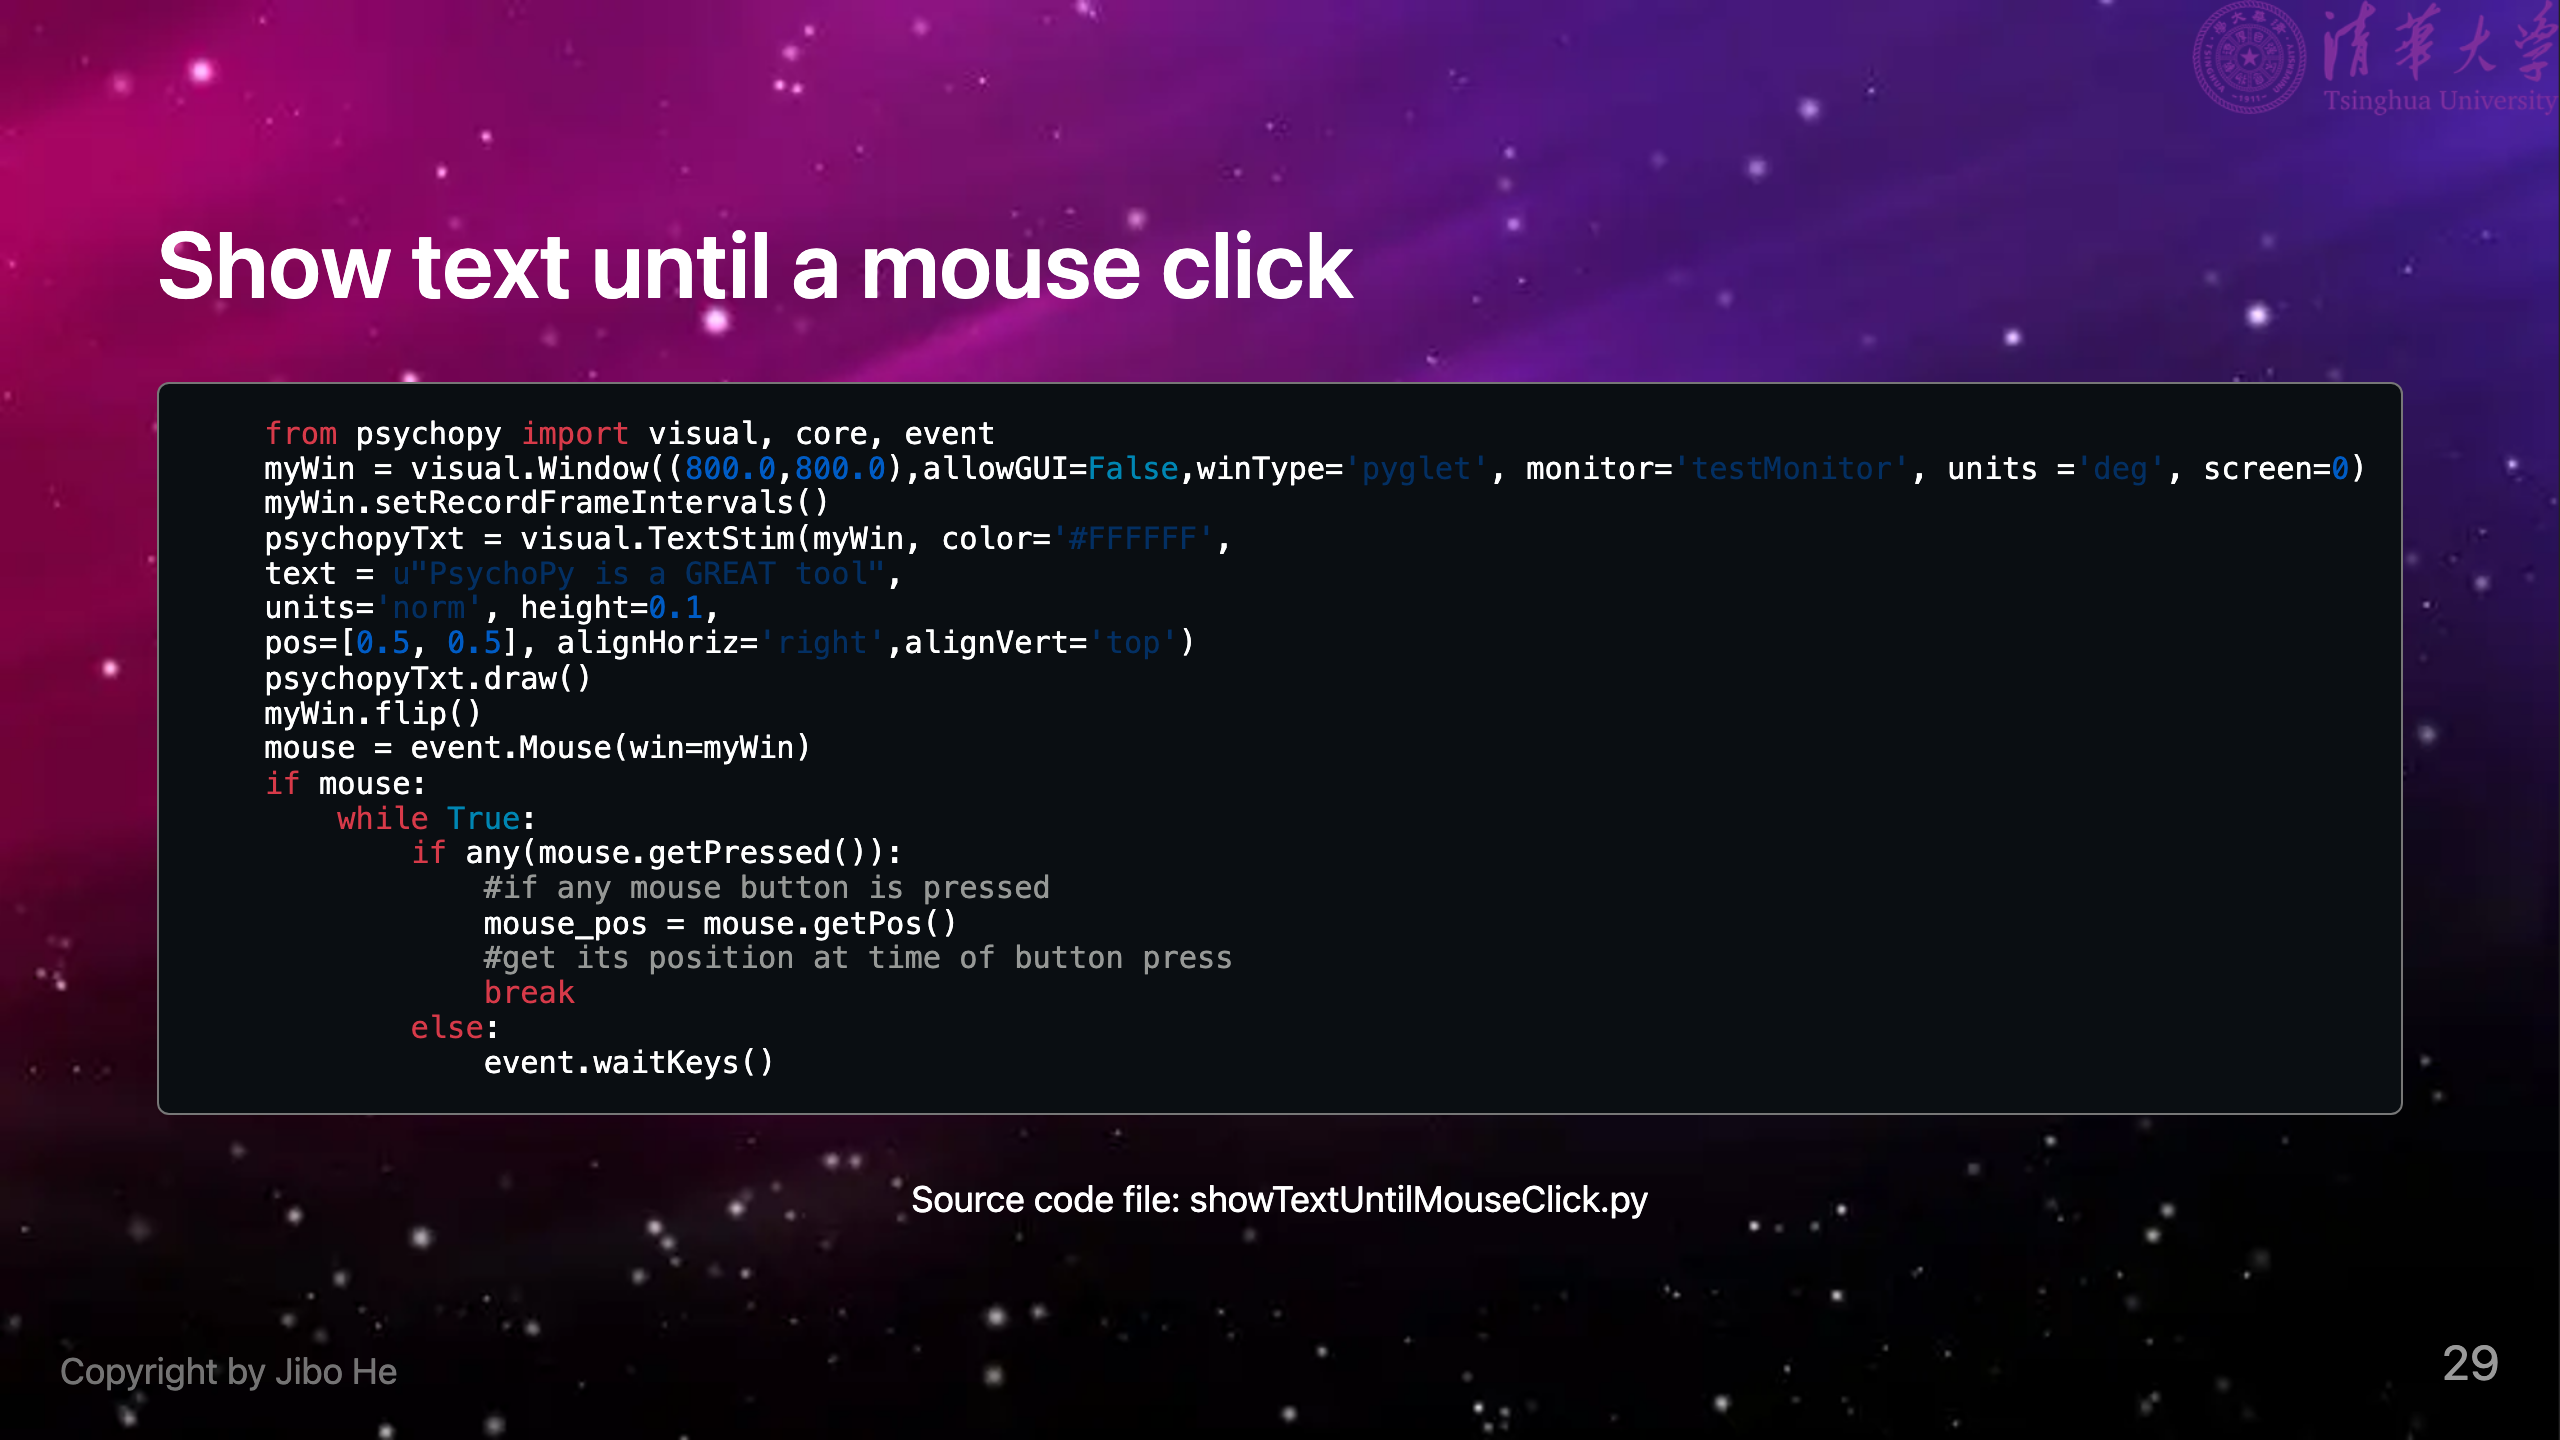 清華大学
Tsinghua University
Show text until a mouse click
from psychopy import visual, core, event
myWin = visual.Window((800.0,800.0),allowGUI=False,winType='pyglet', monitor='testMonitor', units ='deg', screen=0)
myWin.setRecordFrameIntervals()
psychopyTxt = visual.TextStim(myWin, color='#FFFFFF',
text = u"PsychoPy is a GREAT tool",
units='norm', height=0.1,
pos=[0.5, 0.5], alignHoriz='right',alignVert='top')
psychopyTxt.draw()
myWin.flip()
mouse = event.Mouse(win=myWin)
if mouse:
    while True:
        if any(mouse.getPressed()):
            #if any mouse button is pressed
            mouse_pos = mouse.getPos()
            #get its position at time of button press
            break
        else:
            event.waitKeys()
Source code file: showTextUntilMouseClick.py
Copyright by Jibo He
29